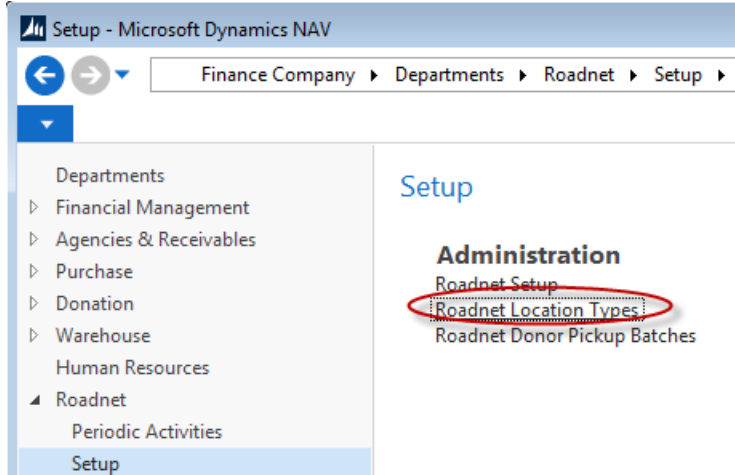 Setup - Microsoft Dynamics NAV
Finance Company Departments Roadnet Setup
Departments
Financial Management
Agencies & Receivables
Purchase
Donation
Warehouse
Human Resources
Roadnet
Periodic Activities
Setup
Setup
Administration
Roadnet Setup
Roadnet Location Types
Roadnet Donor Pickup Batches